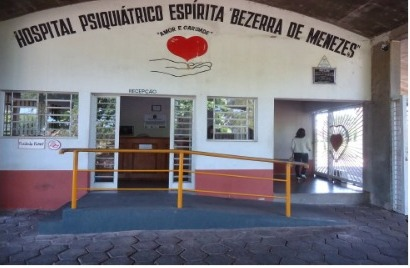 HOSPITAL PSIQUIÁTRICO ESPÍRITA "BEZERRA DE MENEZES"
"AMOR E CARIDADE"
RECEPÇÃO